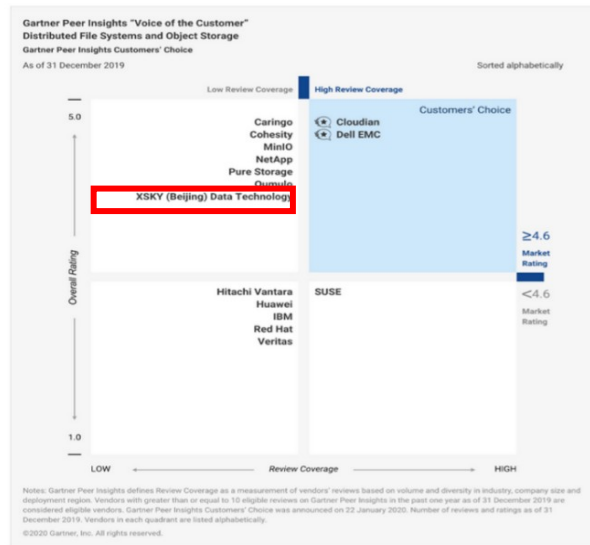 Gartner Peer Insights “Voice of the Customer”
Distributed File Systems and Object Storage
Gartner Peer Insights Customers' Choice
As of 31 December 2019
Sorted alphabetically
Low Review Coverage
High Review Coverage
Customers' Choice
5.0
Caringo
Cohesity
MinIO
NetApp
Pure Storage
Qumulo
XSKY (Beijing) Data Technology
Cloudian
Dell EMC
≥4.6
Market
Rating
Overall Rating
Hitachi Vantara
Huawei
IBM
Red Hat
Veritas
SUSE
<4.6
Market
Rating
1.0
LOW
Review Coverage
HIGH
Notes: Gartner Peer Insights defines Review Coverage as a measurement of vendors' reviews based on volume and diversity in industry, company size and
deployment region. Vendors with greater than or equal to 10 eligible reviews on Gartner Peer Insights in the past one year as of 31 December 2019 are
considered eligible vendors. Gartner Peer Insights Customers' Choice was announced on 22 January 2020. Number of reviews and ratings as of 31
December 2019. Vendors in each quadrant are listed alphabetically.
©2020 Gartner, Inc. All rights reserved.